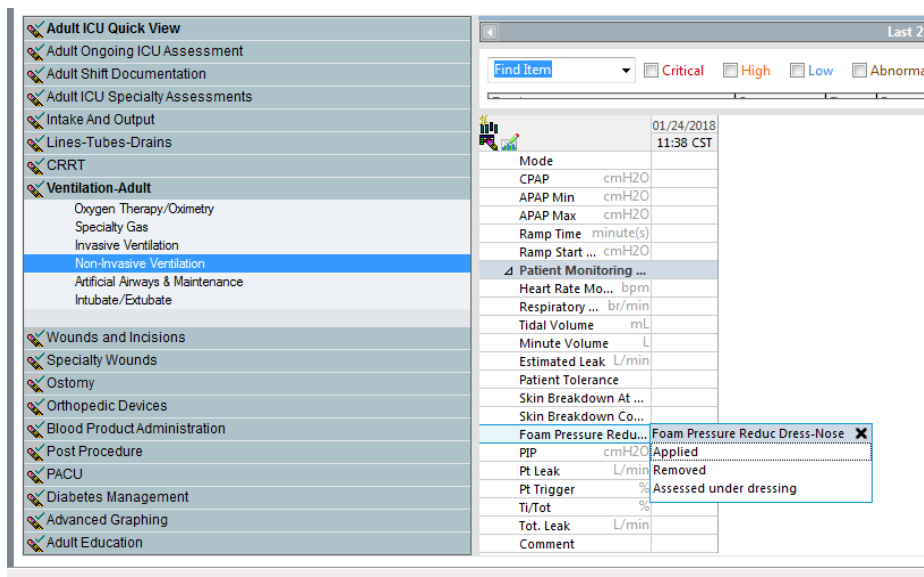 Adult ICU Quick View
Adult Ongoing ICU Assessment
Adult Shift Documentation
Adult ICU Specialty Assessments
Intake And Output
Lines-Tubes-Drains
CRRT
Ventilation-Adult
Oxygen Therapy/Oximetry
Specialty Gas
Invasive Ventilation
Non-Invasive Ventilation
Artificial Airways & Maintenance
Intubate/Extubate
Wounds and Incisions
Specialty Wounds
Ostomy
Orthopedic Devices
Blood Product Administration
Post Procedure
PACU
Diabetes Management
Advanced Graphing
Adult Education
Last 2
Find Item Critical High Low Abnorma
01/24/2018
11:38 CST
Mode
CPAP cmH2O
APAP Min cmH2O
APAP Max cmH2O
Ramp Time minute(s)
Ramp Start ... cmH2O
Patient Monitoring ...
Heart Rate Mo... bpm
Respiratory ... br/min
Tidal Volume mL
Minute Volume L
Estimated Leak L/min
Patient Tolerance
Skin Breakdown At ...
Skin Breakdown Co...
Foam Pressure Redu... Foam Pressure Reduc Dress-Nose
PIP cmH2O Applied
Pt Leak L/min Removed
Pt Trigger % Assessed under dressing
Ti/Tot %
Tot. Leak L/min
Comment